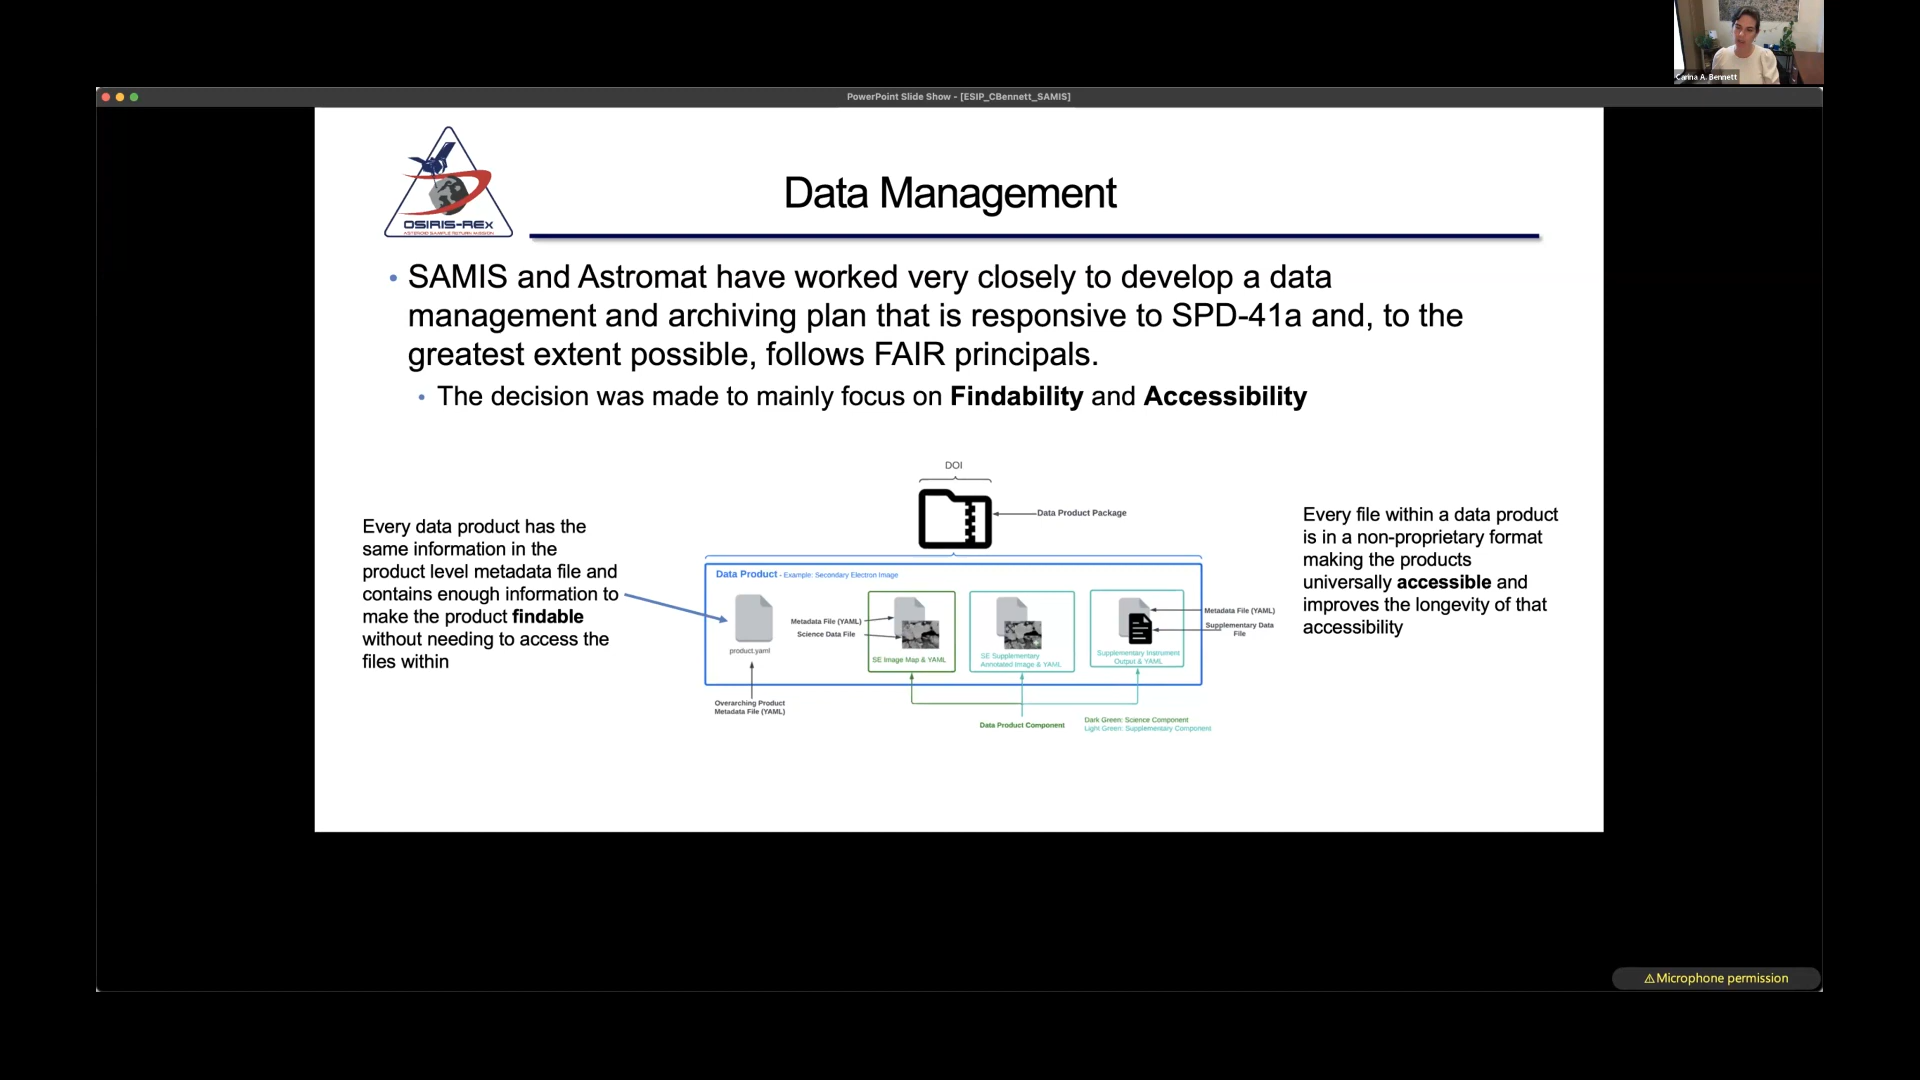 Carina A. Bennett
PowerPoint Slide Show - [ESIP_CBennett_SAMIS]
OSIRIS-REx
ASTEROID SAMPLE RETURN MISSION
Data Management
• SAMIS and Astromat have worked very closely to develop a data
management and archiving plan that is responsive to SPD-41a and, to the
greatest extent possible, follows FAIR principals.
• The decision was made to mainly focus on Findability and Accessibility
Every data product has the
same information in the
product level metadata file and
contains enough information to
make the product findable
without needing to access the
files within
DOI
Data Product Package
Data Product - Example: Secondary Electron Image
product.yaml
Metadata File (YAML)
Science Data File
SE Image Map & YAML
SE Supplementary
Annotated Image & YAML
Supplementary Instrument
Output & YAML
Metadata File (YAML)
Supplementary Data
File
Overarching Product
Metadata File (YAML)
Data Product Component
Dark Green: Science Component
Light Green: Supplementary Component
Every file within a data product
is in a non-proprietary format
making the products
universally accessible and
improves the longevity of that
accessibility
⚠Microphone permission